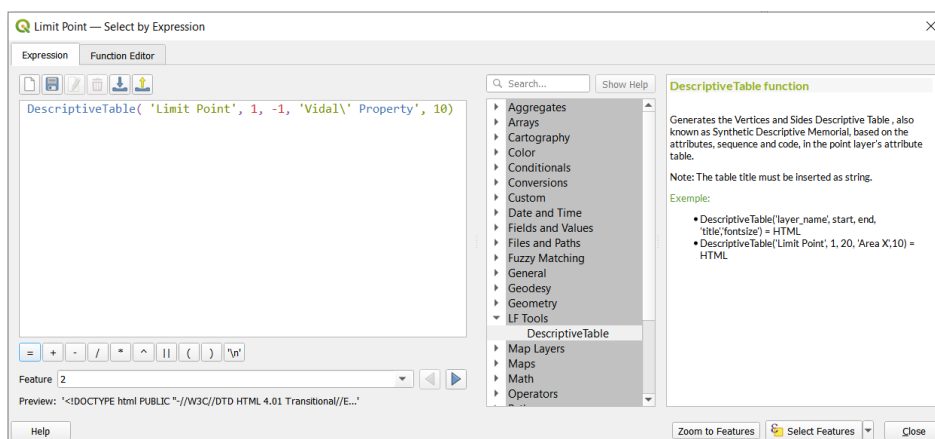 Limit Point — Select by Expression
Expression Function Editor
DescriptiveTable( 'Limit Point', 1, -1, 'Vidal\' Property', 10)
= + - / * ^ || ( ) '\n'
Feature 2
Preview: '<!DOCTYPE html PUBLIC "-//W3C//DTD HTML 4.01 Transitional//E...'
Help
Search... Show Help
Aggregates
Arrays
Cartography
Color
Conditionals
Conversions
Custom
Date and Time
Fields and Values
Files and Paths
Fuzzy Matching
General
Geodesy
Geometry
LF Tools
DescriptiveTable
Map Layers
Maps
Math
Operators
DescriptiveTable function
Generates the Vertices and Sides Descriptive Table , also
known as Synthetic Descriptive Memorial, based on the
attributes, sequence and code, in the point layer's attribute
table.
Note: The table title must be inserted as string.
Exemple:
• DescriptiveTable('layer_name', start, end,
'title','fontsize') = HTML
• DescriptiveTable('Limit Point', 1, 20, 'Area X',10) =
HTML
Zoom to Features Select Features Close